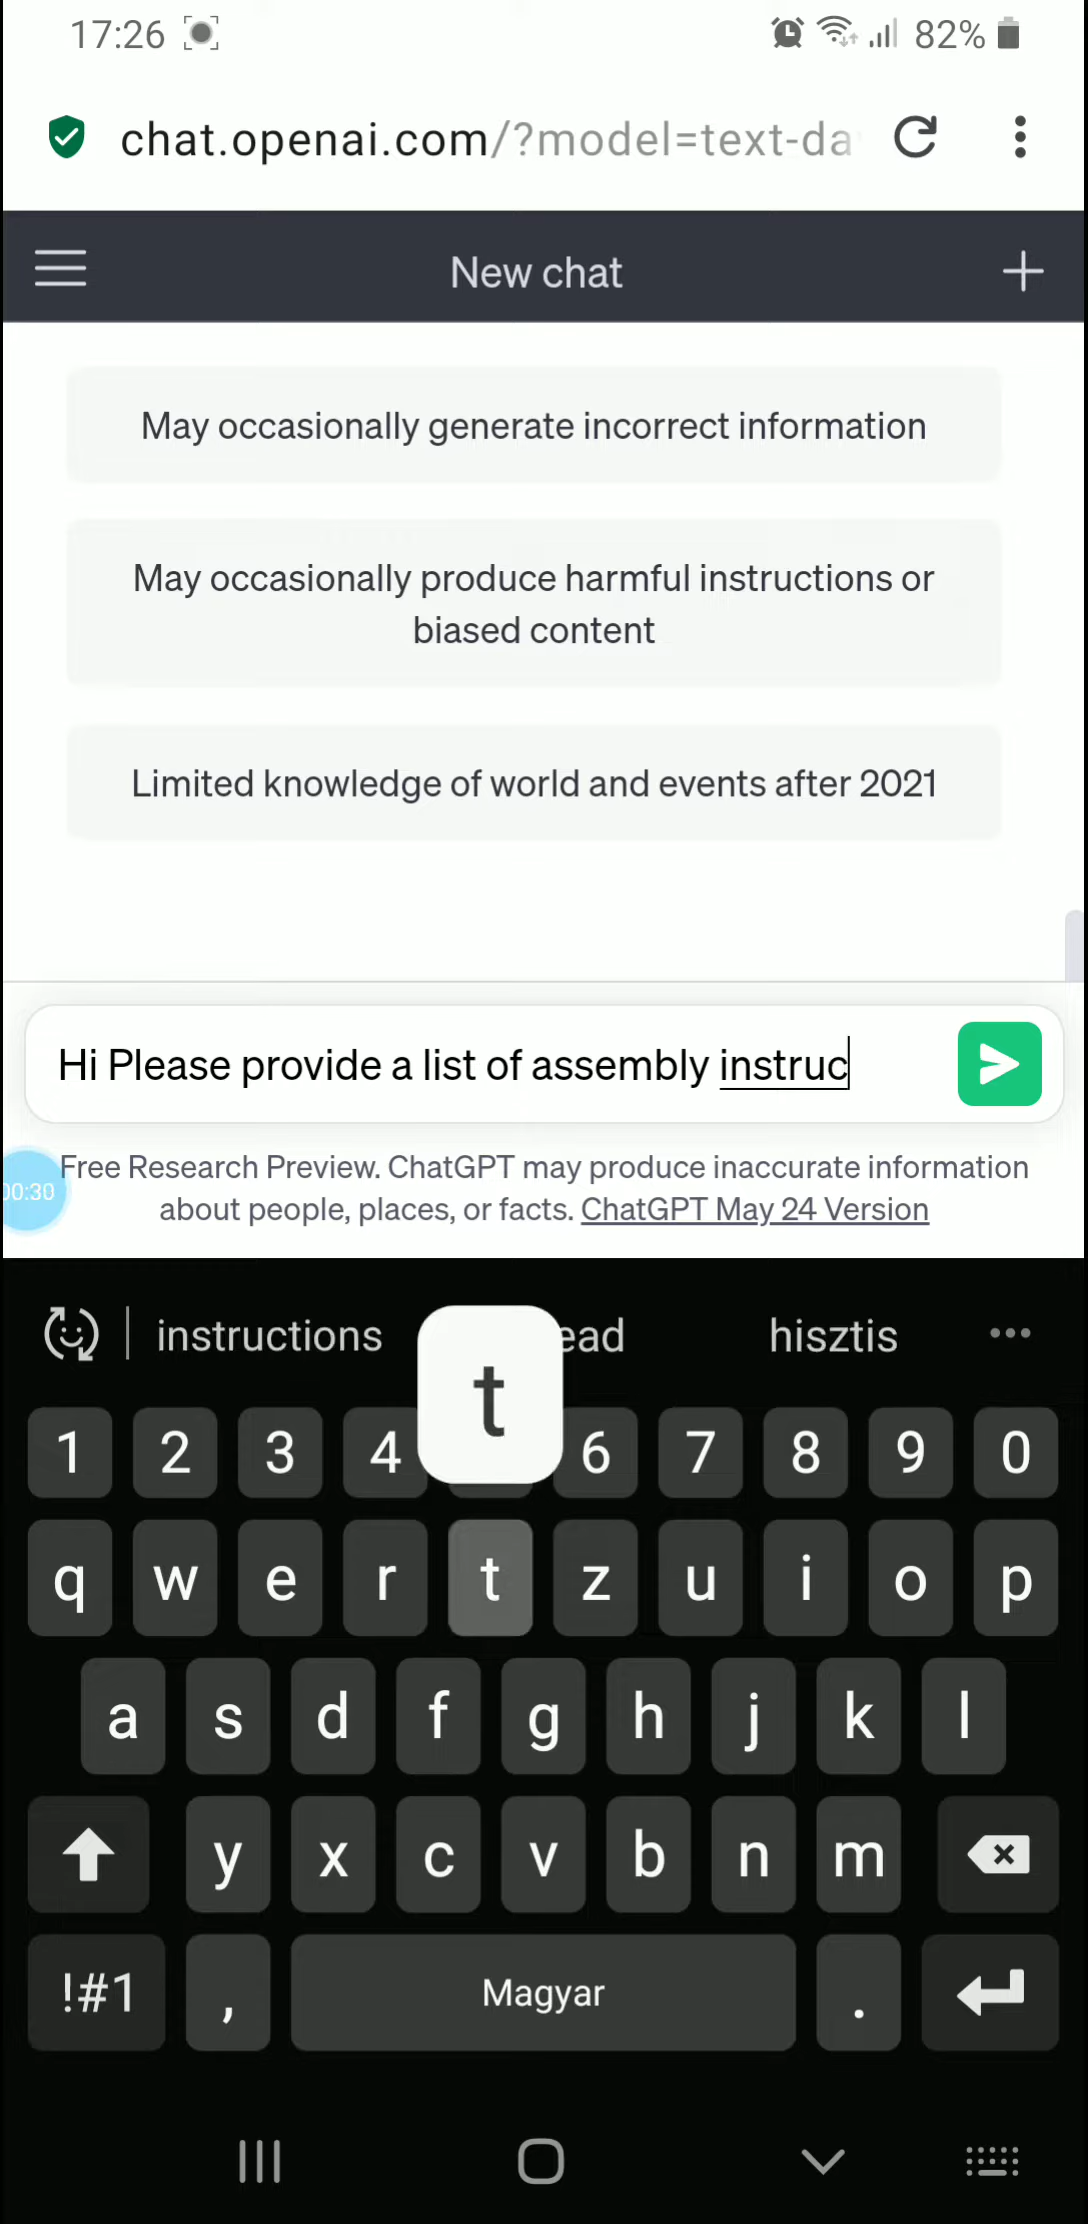 17:26 82%
chat.openai.com/?model=text-da
New chat
May occasionally generate incorrect information
May occasionally produce harmful instructions or
biased content
Limited knowledge of world and events after 2021
Hi Please provide a list of assembly instruc
00:30
Free Research Preview. ChatGPT may produce inaccurate information
about people, places, or facts. ChatGPT May 24 Version
instructions ead hisztis
t
1 2 3 4 6 7 8 9 0
q w e r t z u i o p
a s d f g h j k l
y x c v b n m
!#1 , Magyar .